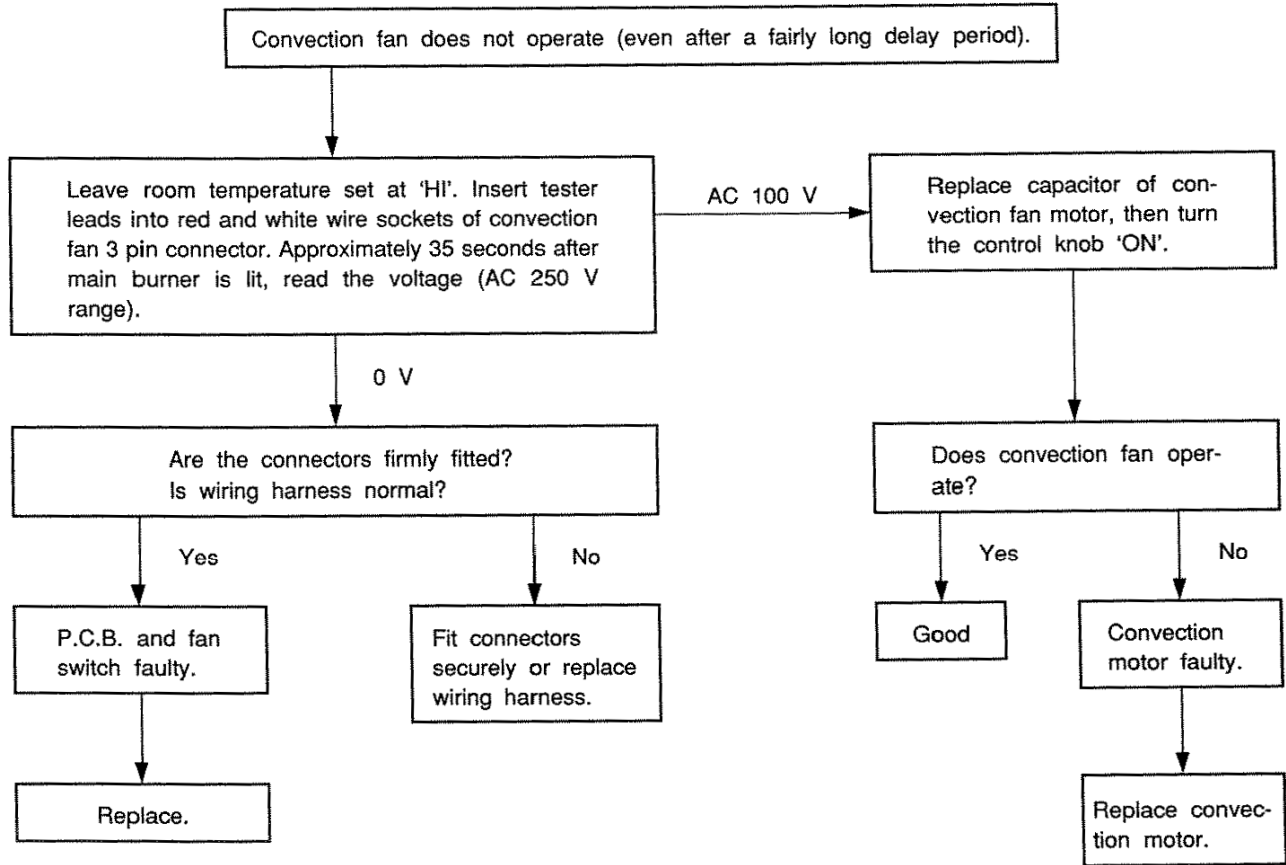 Convection fan does not operate (even after a fairly long delay period).
Leave room temperature set at ‘HI’. Insert tester
leads into red and white wire sockets of convection
fan 3 pin connector. Approximately 35 seconds after
main burner is lit, read the voltage (AC 250 V
range).
AC 100 V
Replace capacitor of con-
vection fan motor, then turn
the control knob ‘ON’.
0 V
Are the connectors firmly fitted?
Is wiring harness normal?
Does convection fan oper-
ate?
Yes
No
Yes
No
P.C.B. and fan
switch faulty.
Fit connectors
securely or replace
wiring harness.
Good
Convection
motor faulty.
Replace.
Replace convec-
tion motor.